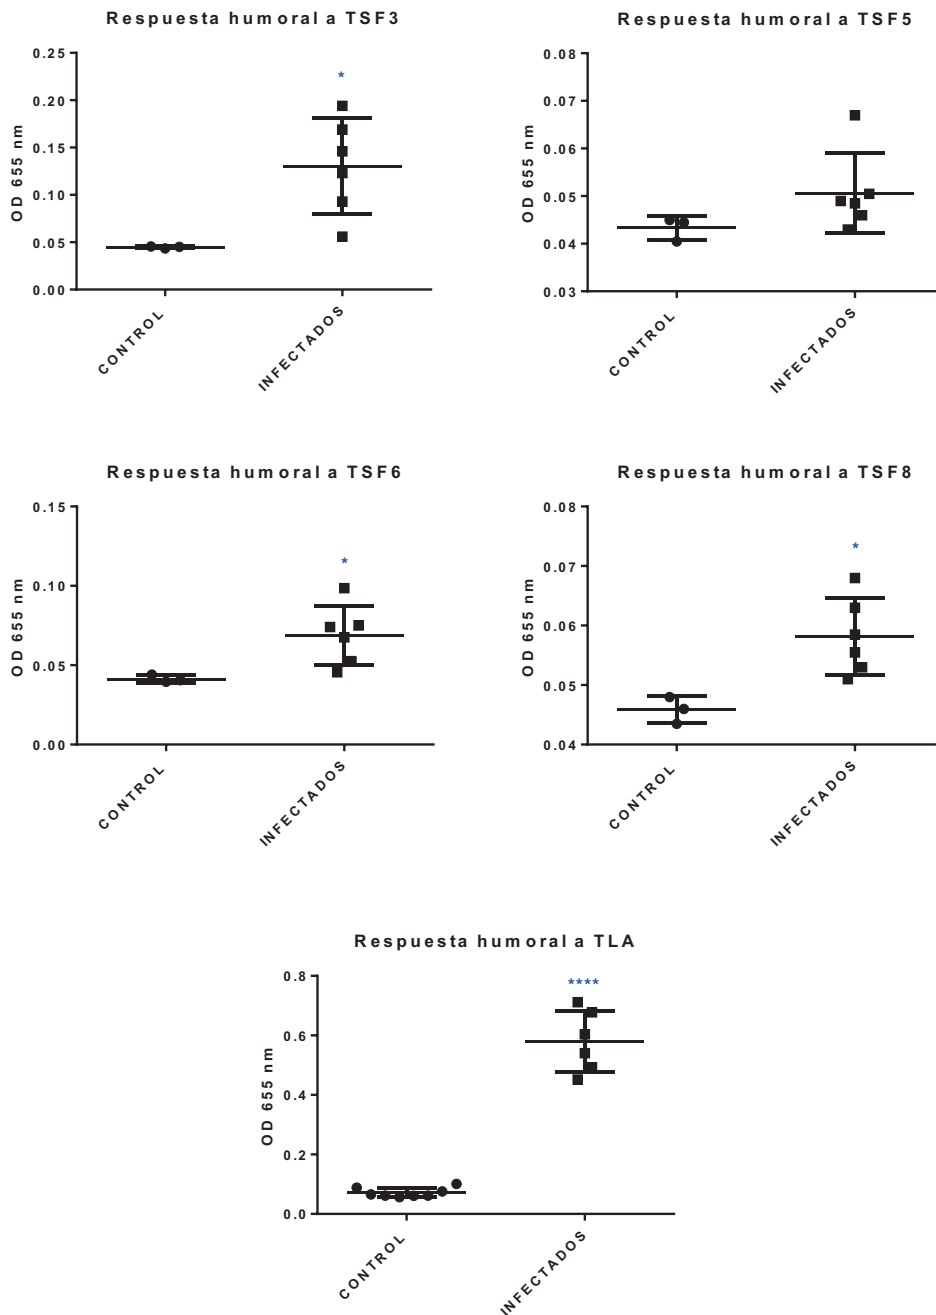 Respuesta humoral a TSF3
0.25
0.20
0.15
0.10
0.05
0.00
OD 655 nm
*
CONTROL
INFECTADOS
Respuesta humoral a TSF5
0.08
0.07
0.06
0.05
0.04
0.03
OD 655 nm
CONTROL
INFECTADOS
Respuesta humoral a TSF6
0.15
0.10
0.05
0.00
OD 655 nm
*
CONTROL
INFECTADOS
Respuesta humoral a TSF8
0.08
0.07
0.06
0.05
0.04
OD 655 nm
*
CONTROL
INFECTADOS
Respuesta humoral a TLA
0.8
0.6
0.4
0.2
0.0
OD 655 nm
****
CONTROL
INFECTADOS